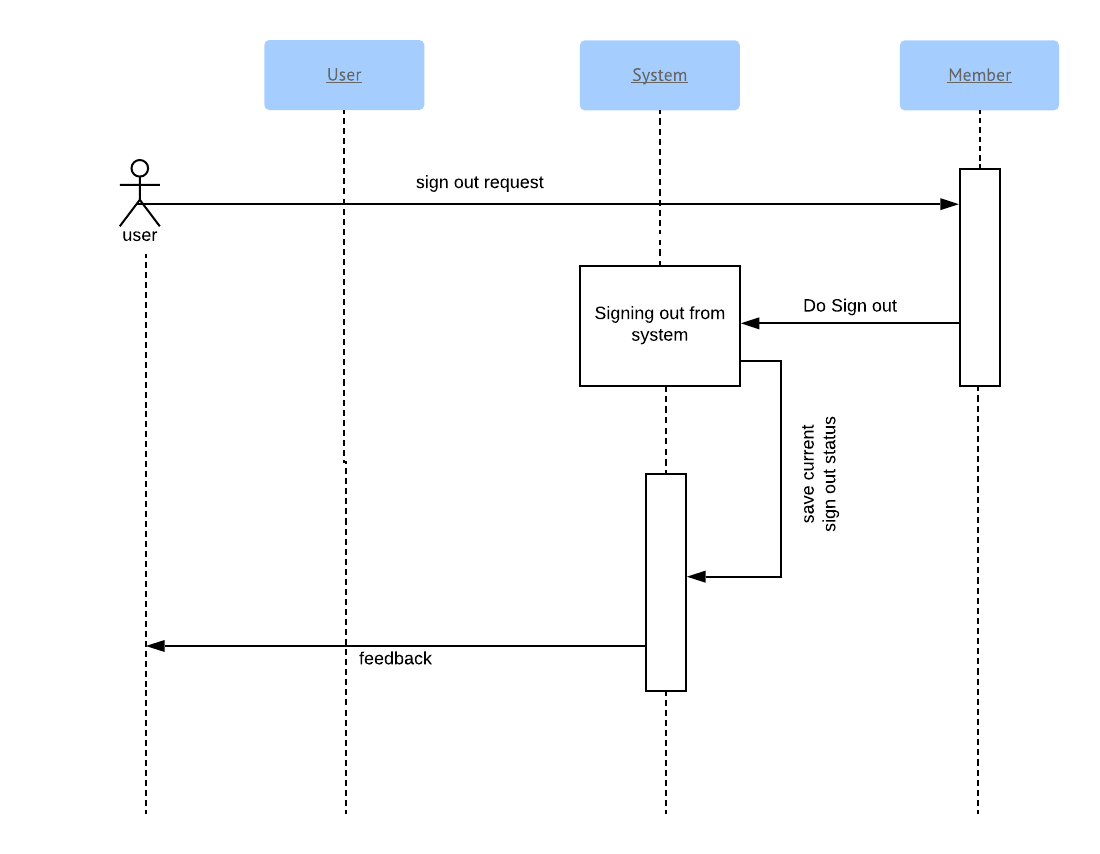 User
System
Member
sign out request
user
Signing out from
system
Do Sign out
save current
sign out status
feedback